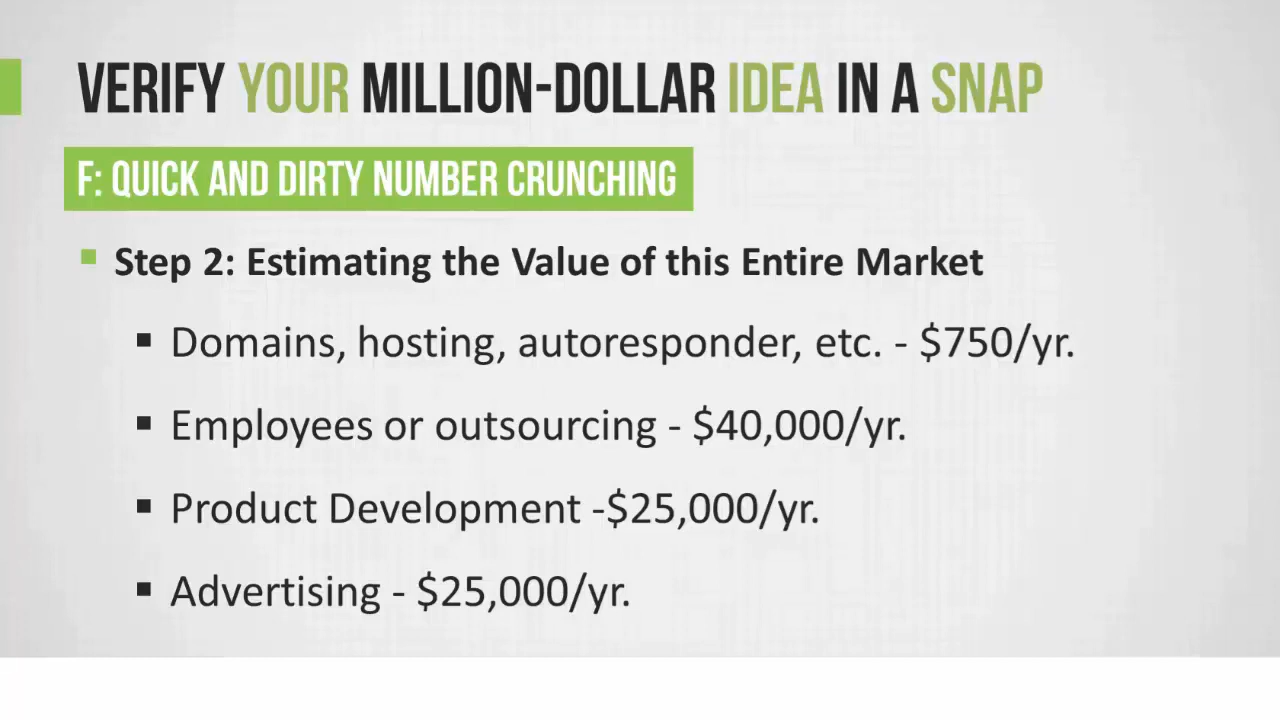 VERIFY YOUR MILLION-DOLLAR IDEA IN A SNAP
F: QUICK AND DIRTY NUMBER CRUNCHING
Step 2: Estimating the Value of this Entire Market
Domains, hosting, autoresponder, etc. - $750/yr.
Employees or outsourcing - $40,000/yr.
Product Development -$25,000/yr.
Advertising - $25,000/yr.